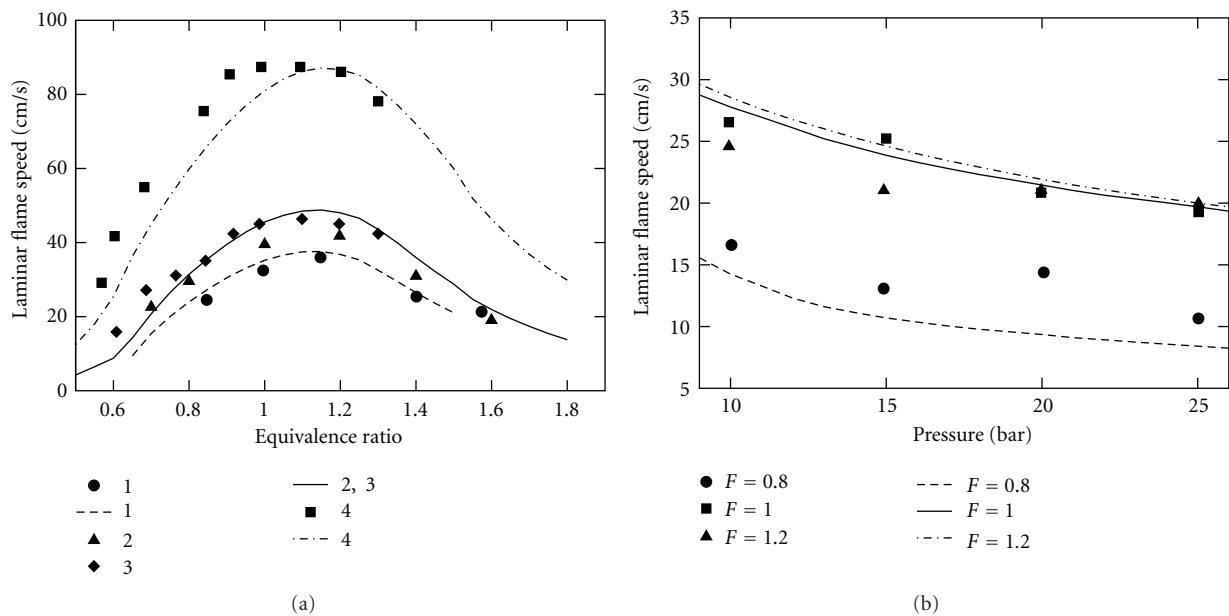 100
80
60
40
20
0
Laminar flame speed (cm/s)
0.6 0.8 1 1.2 1.4 1.6 1.8
Equivalence ratio
1
1
2
3
2, 3
4
4
(a)
35
30
25
20
15
10
5
Laminar flame speed (cm/s)
10 15 20 25
Pressure (bar)
F = 0.8
F = 1
F = 1.2
F = 0.8
F = 1
F = 1.2
(b)